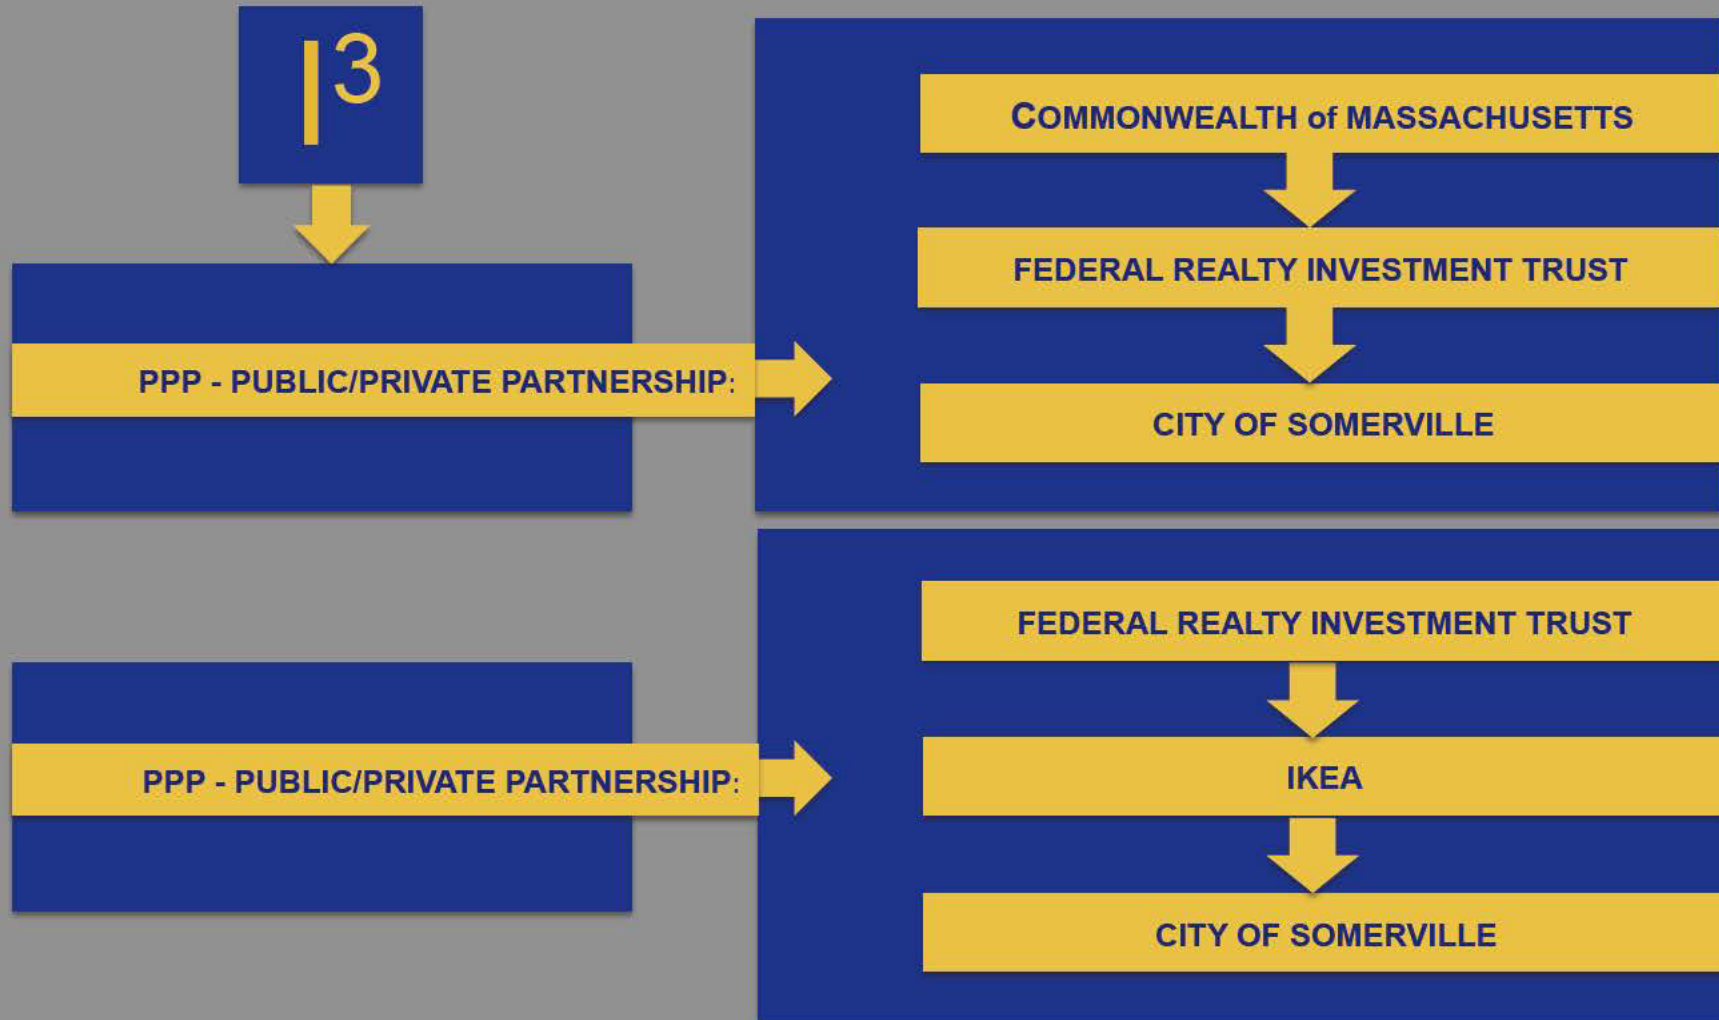 I³
COMMONWEALTH of MASSACHUSETTS
FEDERAL REALTY INVESTMENT TRUST
PPP - PUBLIC/PRIVATE PARTNERSHIP:
CITY OF SOMERVILLE
FEDERAL REALTY INVESTMENT TRUST
PPP - PUBLIC/PRIVATE PARTNERSHIP:
IKEA
CITY OF SOMERVILLE